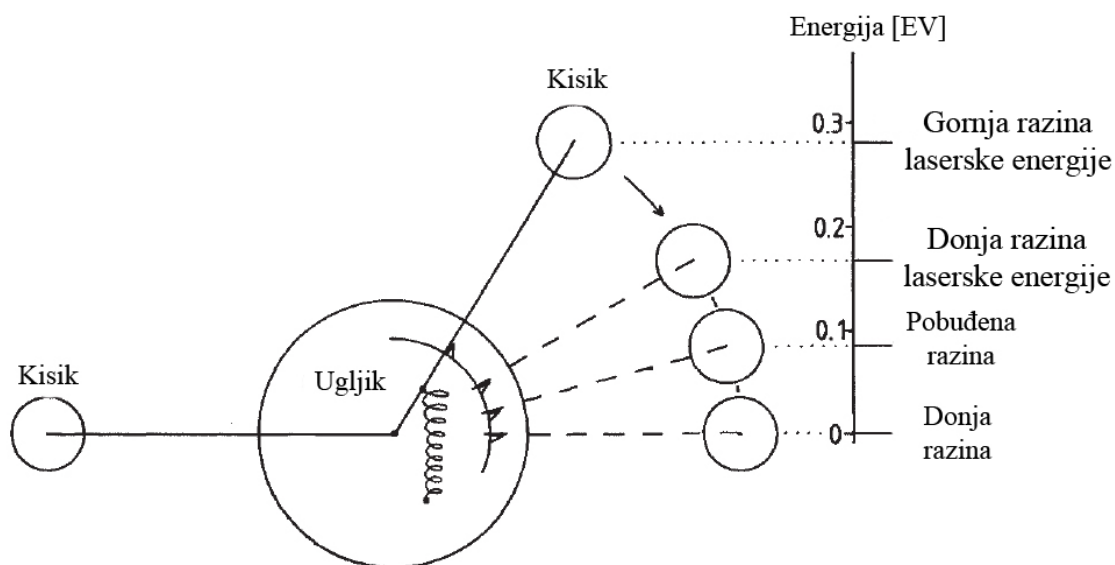 Energija [EV]
Kisik
0.3
Gornja razina
laserske energije
0.2
Donja razina
laserske energije
0.1
Pobuđena
razina
Kisik
Ugljik
0
Donja
razina